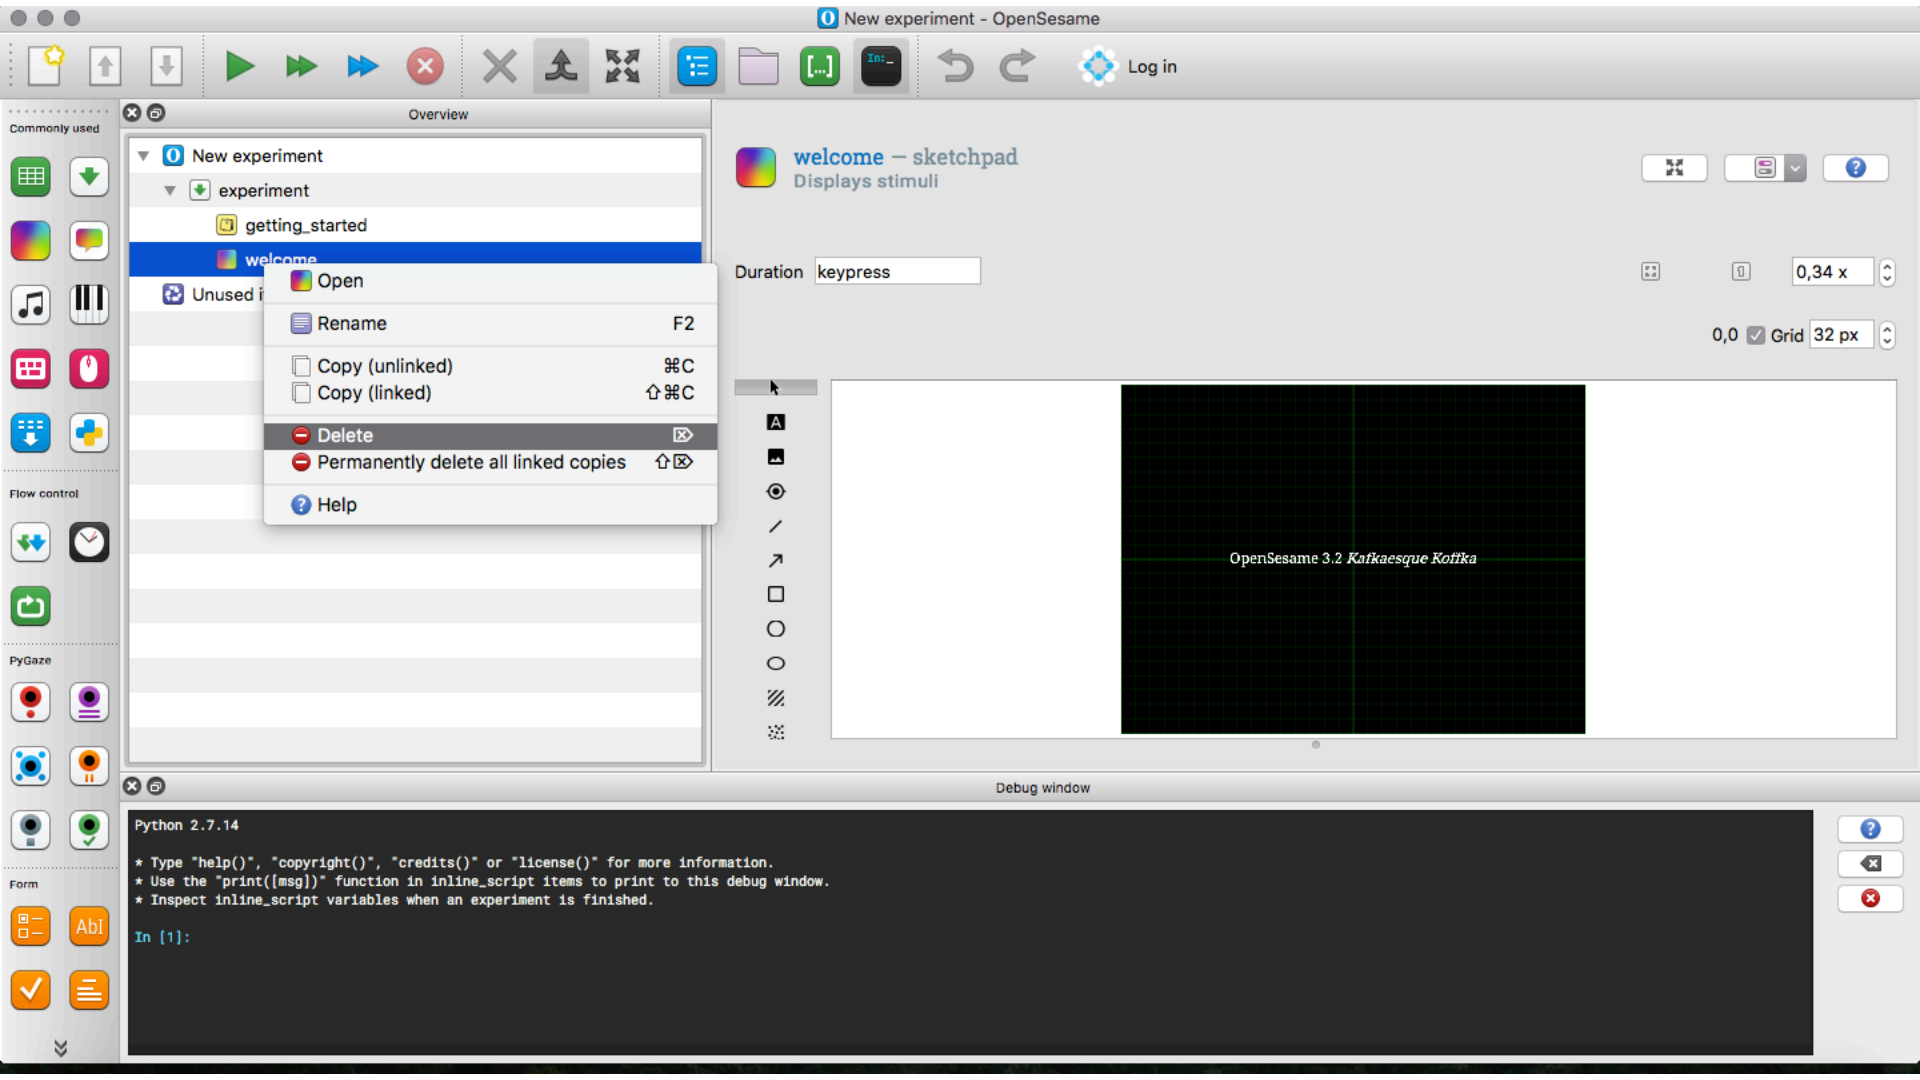 New experiment - OpenSesame
In:_
Log in
Overview
Commonly used
New experiment
experiment
getting_started
welcome
Unused i
Open
Rename F2
Copy (unlinked) ⌘C
Copy (linked) ⇧⌘C
Delete ⌦
Permanently delete all linked copies ⇧⌦
Help
Flow control
PyGaze
Form
AbI
welcome – sketchpad
Displays stimuli
Duration keypress
0,34 x
0,0 Grid 32 px
A
OpenSesame 3.2 Kafkaesque Koffka
Debug window
Python 2.7.14
* Type "help()", "copyright()", "credits()" or "license()" for more information.
* Use the "print([msg])" function in inline_script items to print to this debug window.
* Inspect inline_script variables when an experiment is finished.
In [1]: